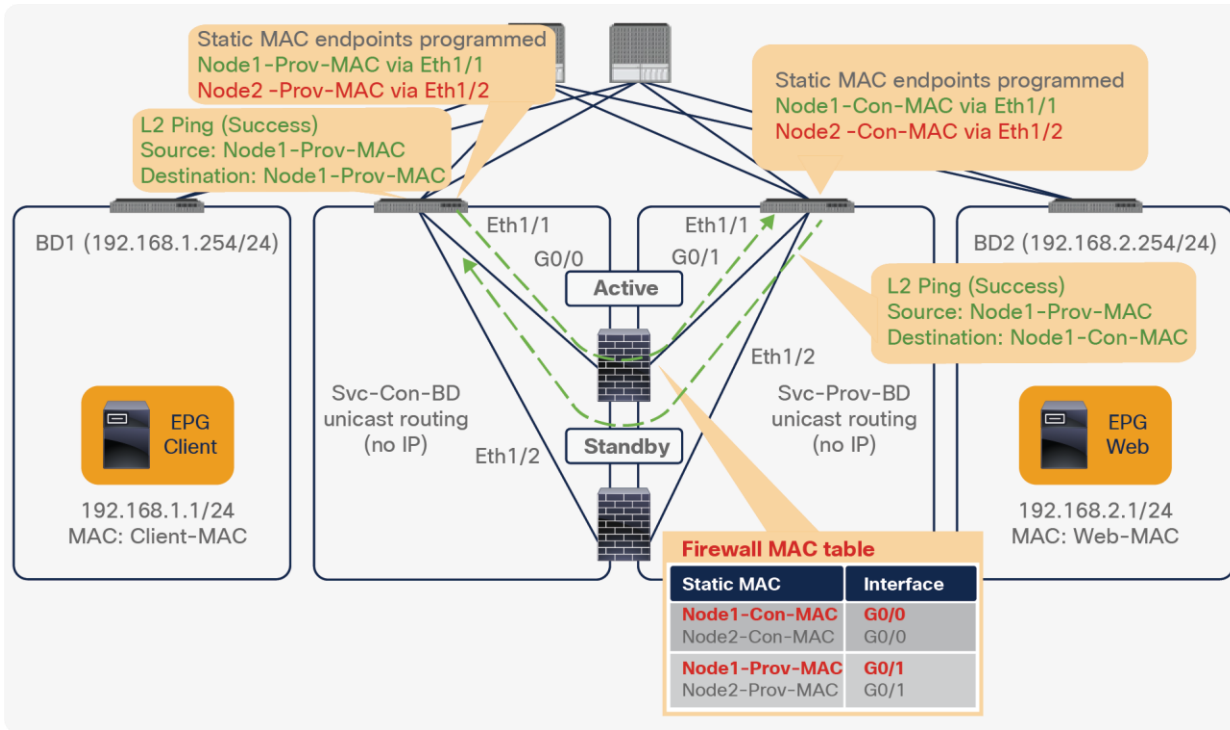 Static MAC endpoints programmed
Node1-Prov-MAC via Eth1/1
Node2 -Prov-MAC via Eth1/2
Static MAC endpoints programmed
Node1-Con-MAC via Eth1/1
Node2 -Con-MAC via Eth1/2
L2 Ping (Success)
Source: Node1-Prov-MAC
Destination: Node1-Prov-MAC
BD1 (192.168.1.254/24)
Eth1/1
G0/0
Eth1/1
G0/1
BD2 (192.168.2.254/24)
Active
L2 Ping (Success)
Source: Node1-Prov-MAC
Destination: Node1-Con-MAC
Eth1/2
Svc-Con-BD
unicast routing
(no IP)
Svc-Prov-BD
unicast routing
(no IP)
EPG
Client
EPG
Web
Standby
Eth1/2
192.168.1.1/24
MAC: Client-MAC
192.168.2.1/24
MAC: Web-MAC
Firewall MAC table
Static MAC Interface
Node1-Con-MAC G0/0
Node2-Con-MAC G0/0
Node1-Prov-MAC G0/1
Node2-Prov-MAC G0/1